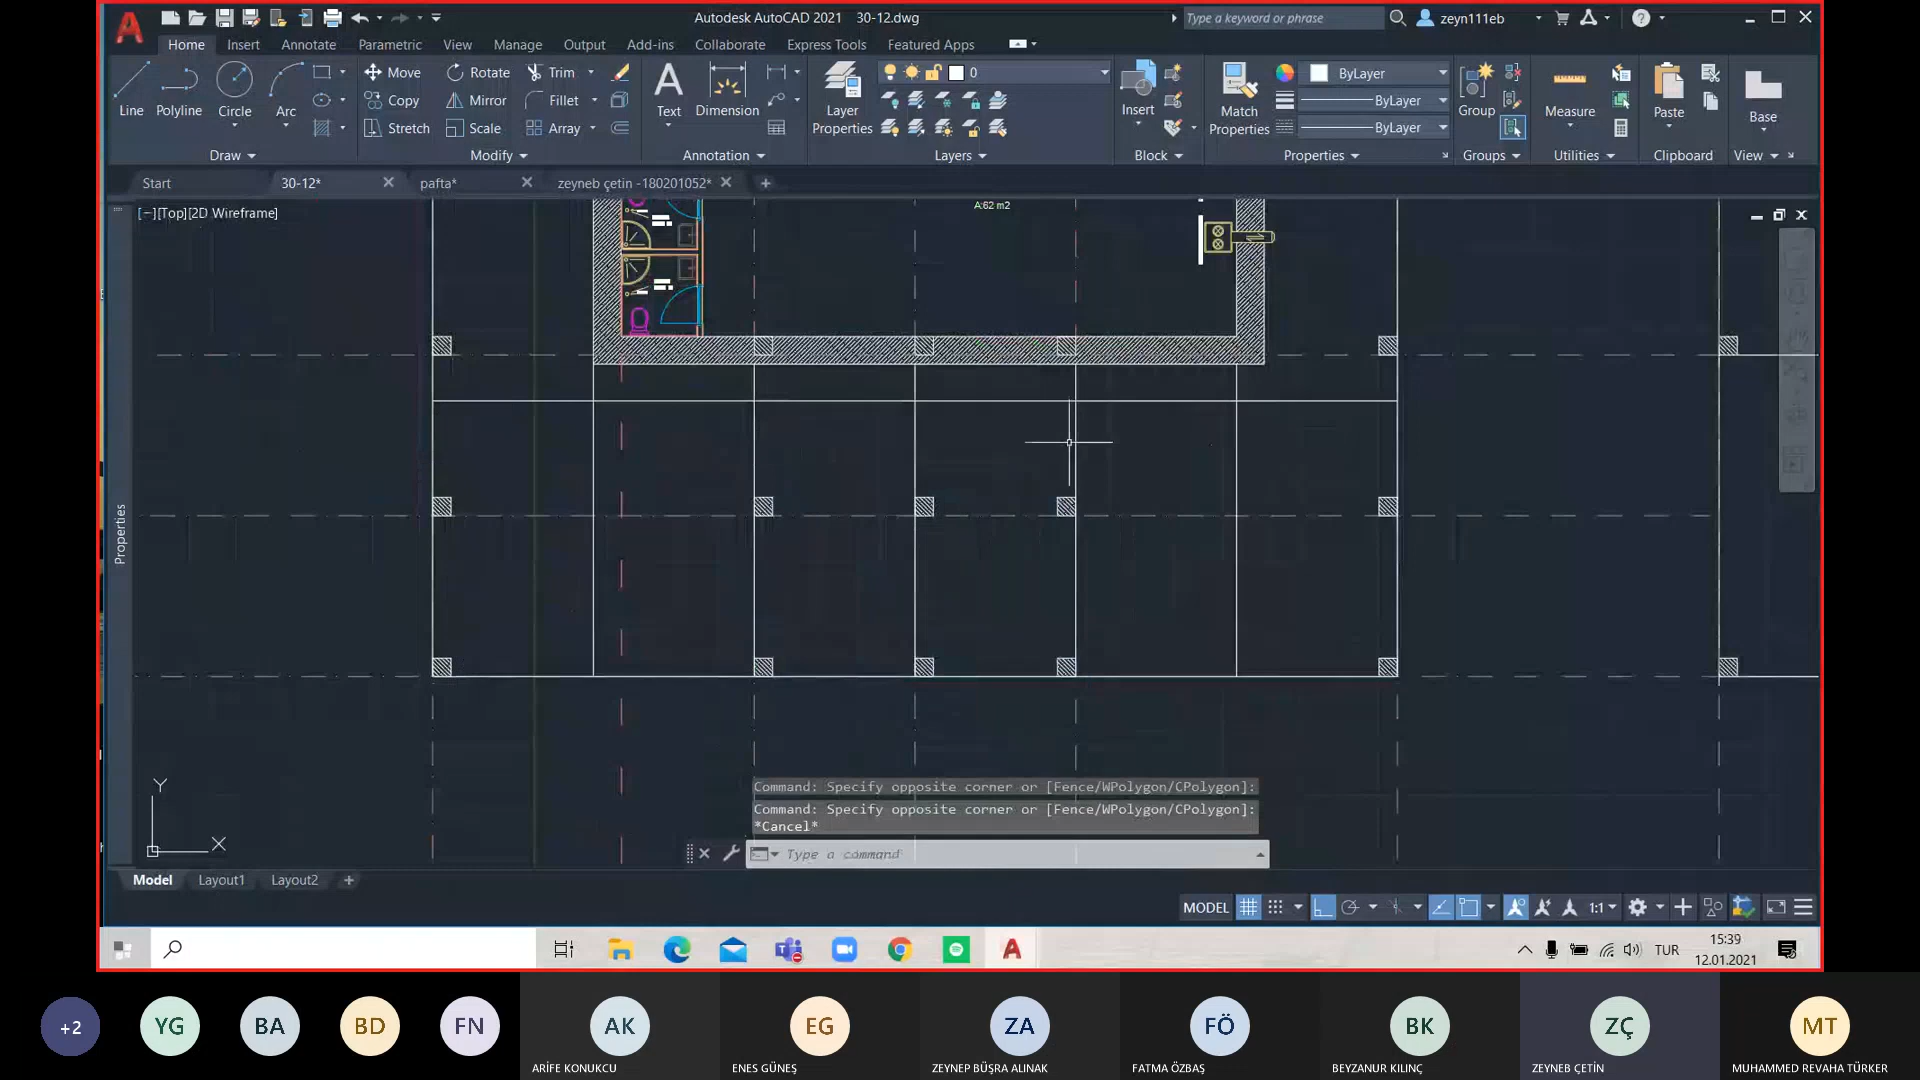 Autodesk AutoCAD 2021 30-12.dwg
Type a keyword or phrase
zeyn111eb
Home Insert Annotate Parametric View Manage Output Add-ins Collaborate Express Tools Featured Apps
Line Polyline Circle Arc
Move Rotate Trim
Copy Mirror Fillet
Stretch Scale Array
Text Dimension
Layer Properties
0
Insert
Match Properties
ByLayer
ByLayer
ByLayer
Group
Measure
Paste
Base
Draw Modify Annotation Layers Block Properties Groups Utilities Clipboard View
Start 30-12* pafta* zeyneb çetin -180201052*
[−][Top][2D Wireframe]
A:62 m2
Properties
Y
X
Command: Specify opposite corner or [Fence/WPolygon/CPolygon]:
Command: Specify opposite corner or [Fence/WPolygon/CPolygon]:
*Cancel*
Type a command
Model Layout1 Layout2
MODEL 1:1
TUR
15:39
12.01.2021
+2 YG BA BD FN AK EG ZA FÖ BK ZÇ MT
ARİFE KONUKCU ENES GÜNEŞ ZEYNEP BÜŞRA ALINAK FATMA ÖZBAŞ BEYZANUR KILINÇ ZEYNEB ÇETİN MUHAMMED REVAHA TÜRKER